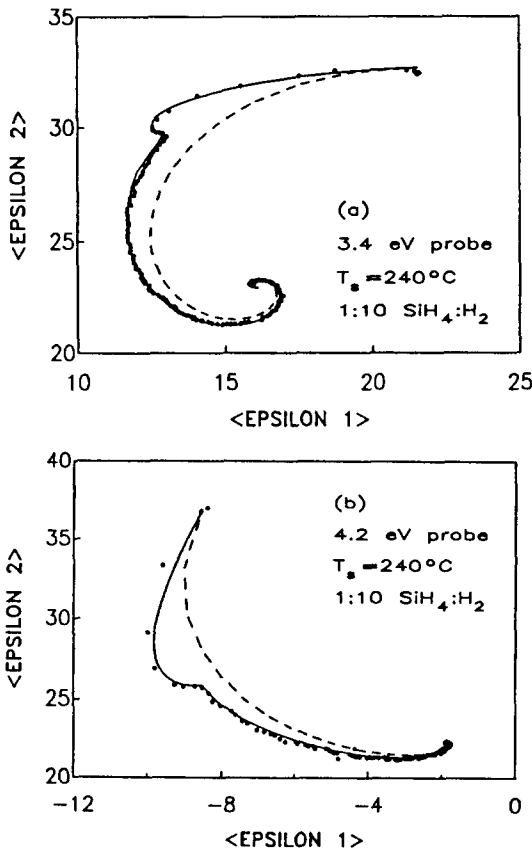 35
30
25
20
<EPSILON 2>
(a)
3.4 eV probe
Tₛ=240°C
1:10 SiH₄:H₂
10 15 20 25
<EPSILON 1>
40
35
30
25
20
<EPSILON 2>
(b)
4.2 eV probe
Tₛ=240°C
1:10 SiH₄:H₂
−12 −8 −4 0
<EPSILON 1>